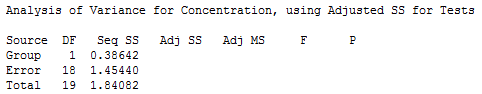 Analysis of Variance for Concentration, using Adjusted SS for Tests
Source DF Seq SS Adj SS Adj MS F P
Group 1 0.38642
Error 18 1.45440
Total 19 1.84082